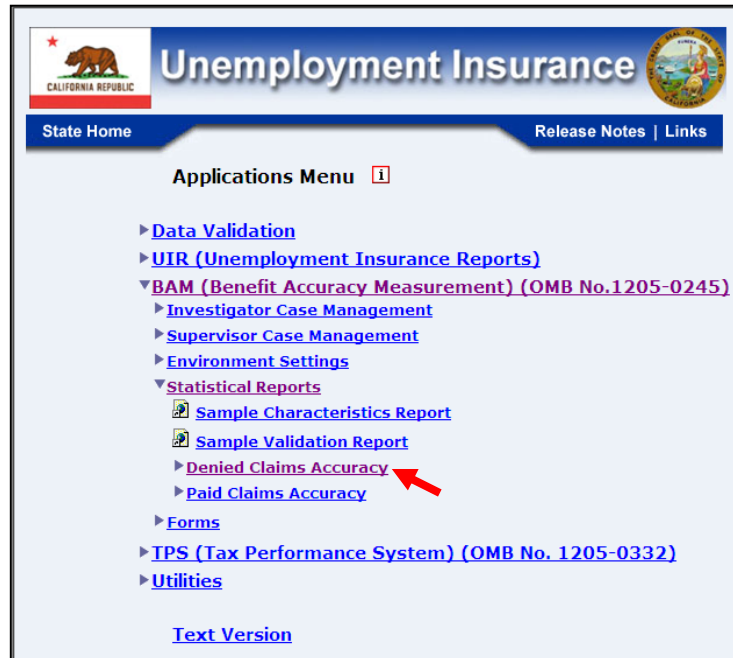 CALIFORNIA REPUBLIC
Unemployment Insurance
State Home
Release Notes | Links
Applications Menu i
Data Validation
UIR (Unemployment Insurance Reports)
BAM (Benefit Accuracy Measurement) (OMB No.1205-0245)
Investigator Case Management
Supervisor Case Management
Environment Settings
Statistical Reports
Sample Characteristics Report
Sample Validation Report
Denied Claims Accuracy
Paid Claims Accuracy
Forms
TPS (Tax Performance System) (OMB No. 1205-0332)
Utilities
Text Version